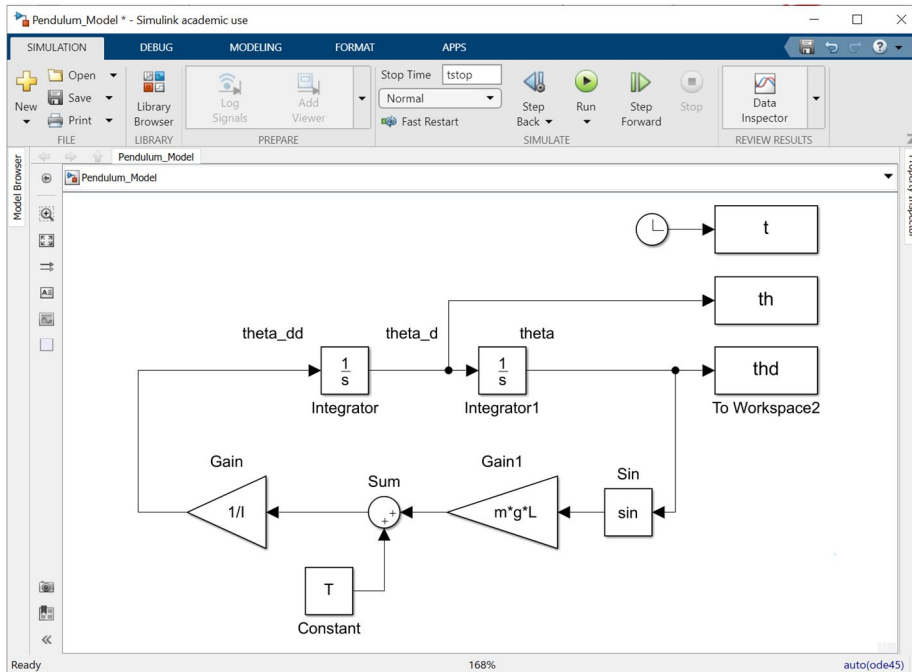 Pendulum_Model * - Simulink academic use
SIMULATION DEBUG MODELING FORMAT APPS
New
Open
Save
Print
FILE
Library
Browser
LIBRARY
Log
Signals
Add
Viewer
PREPARE
Stop Time tstop
Normal
Fast Restart
Step
Back
Run
Step
Forward
Stop
SIMULATE
Data
Inspector
REVIEW RESULTS
Model Browser
Pendulum_Model
Pendulum_Model
Property Inspector
t
th
theta_dd theta_d theta
1
s
1
s
thd
Integrator Integrator1 To Workspace2
Gain Sum Gain1 Sin
1/I
+
+
m*g*L
sin
T
Constant
Ready 168% auto(ode45)